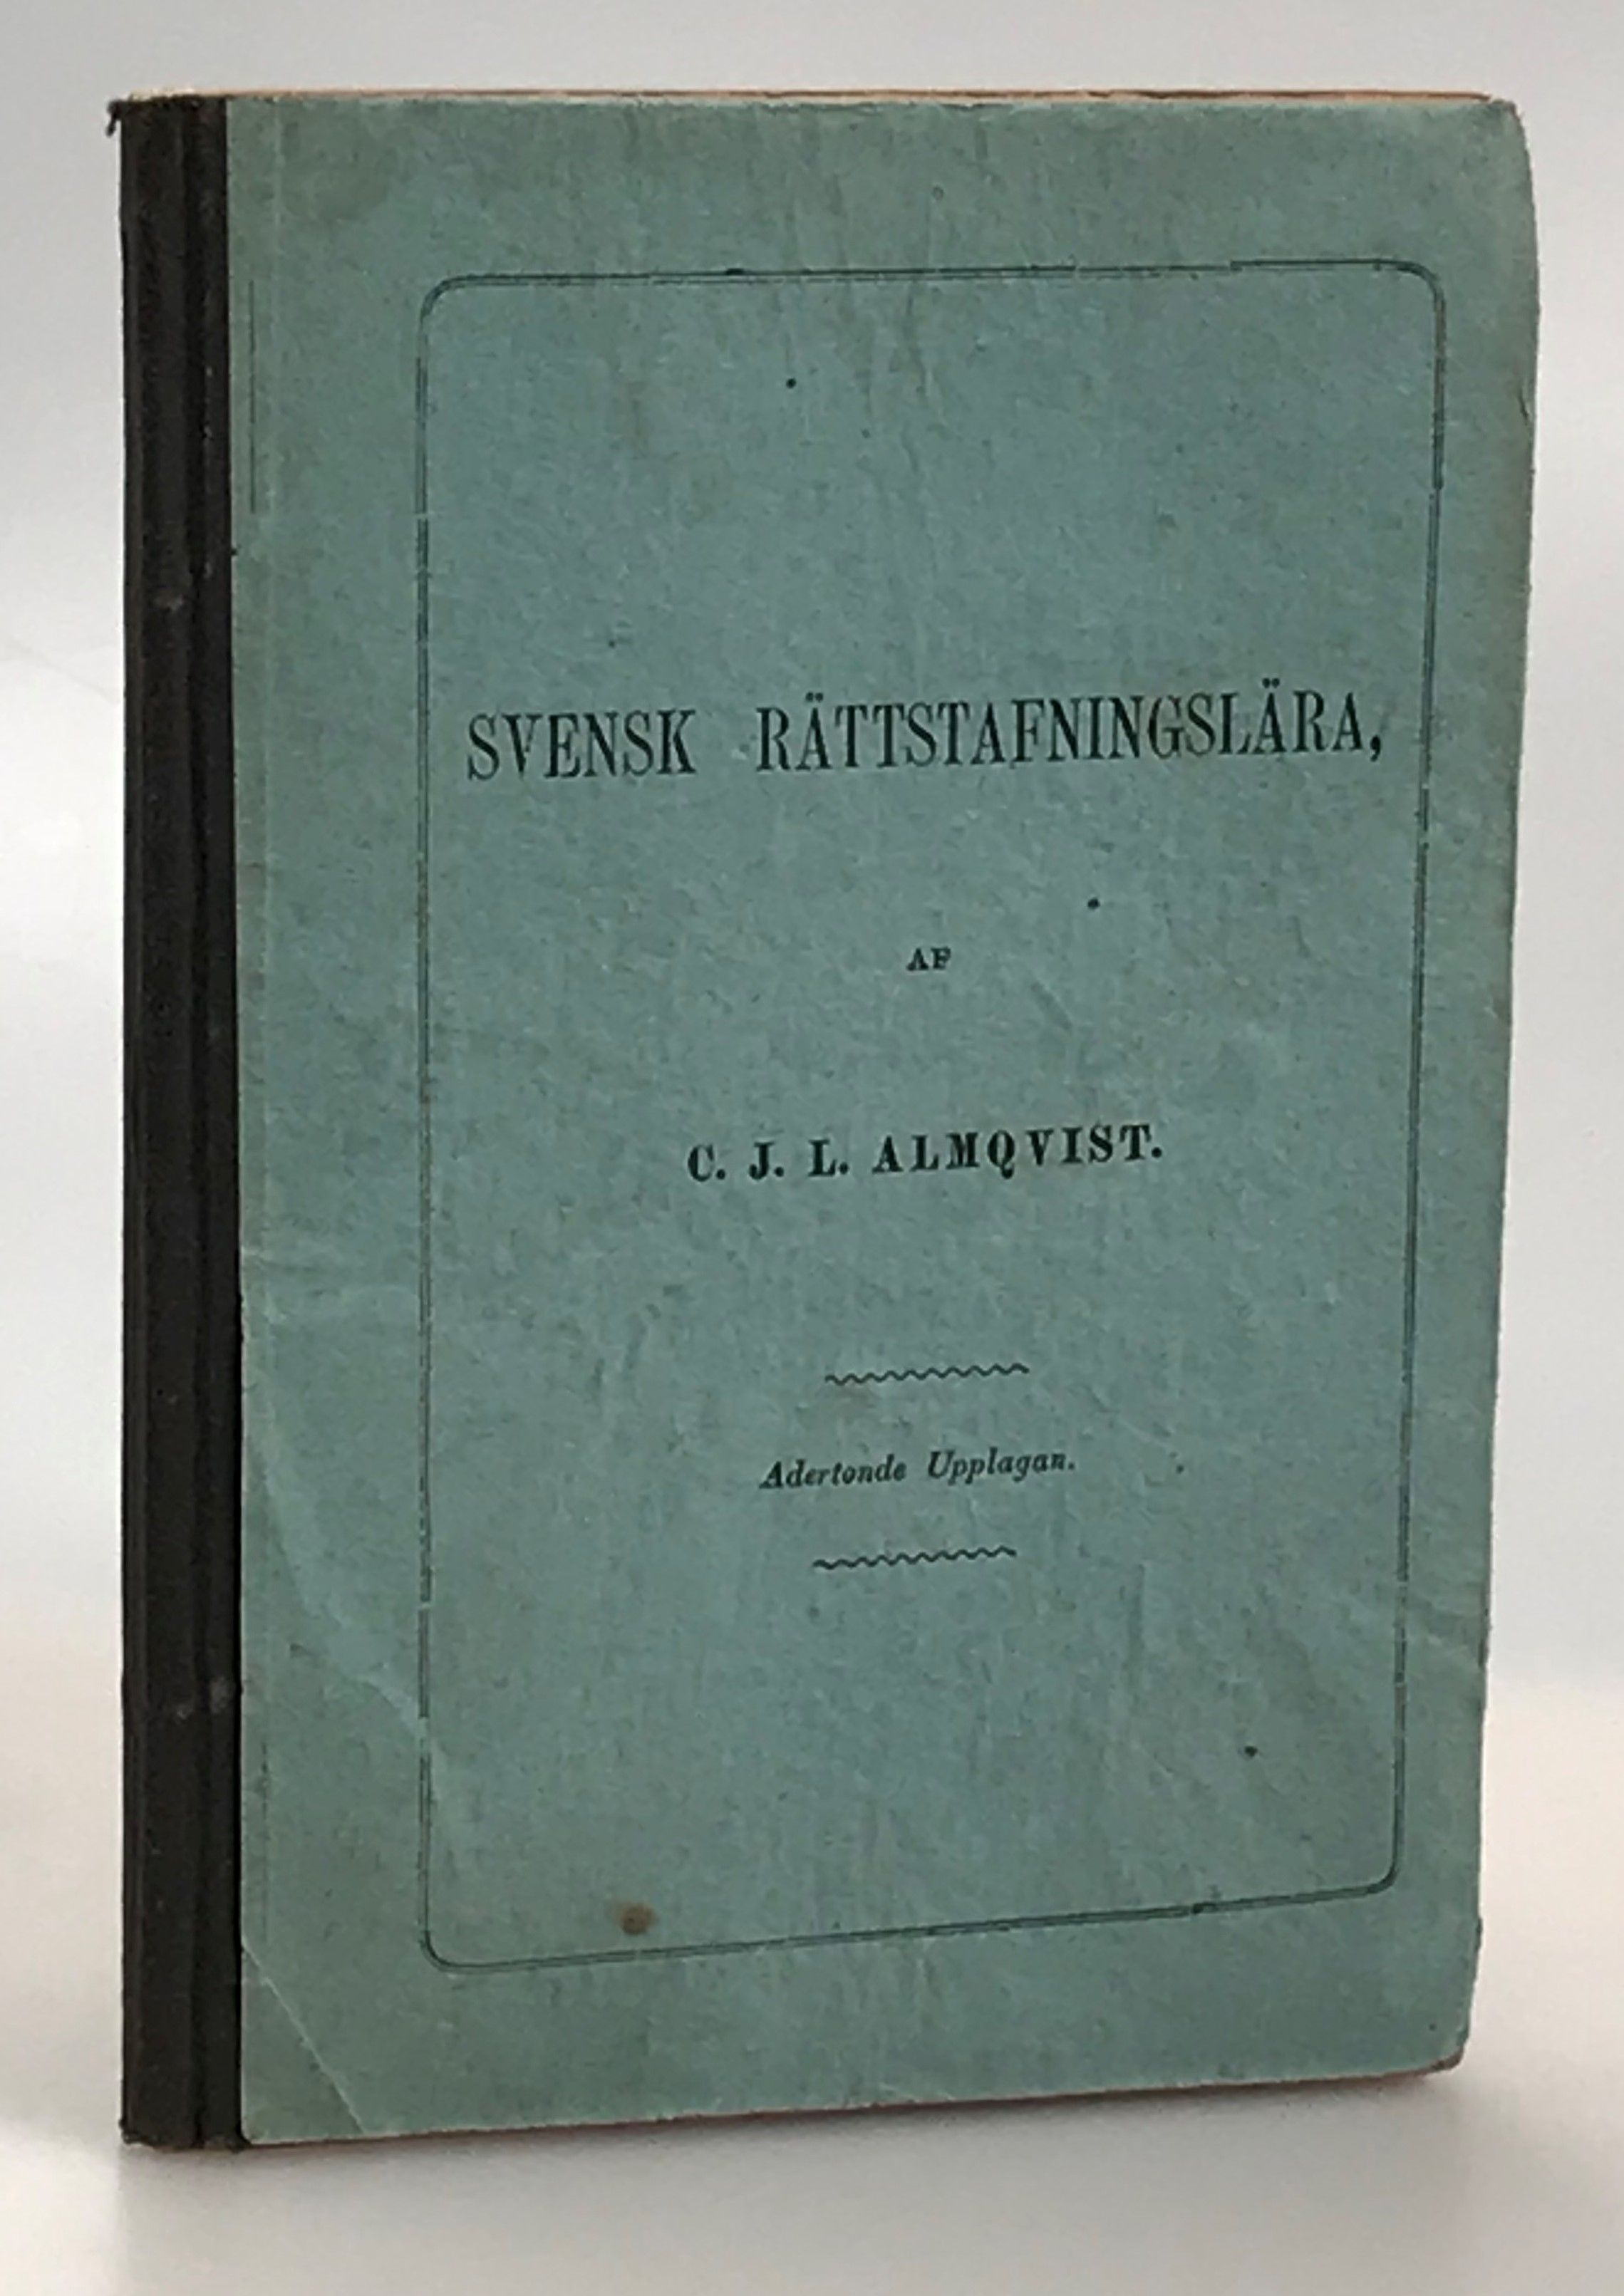 SVENSK RÄTTSTAFNINGSLÄRA,
AF
C. J. L. ALMQVIST.
Adertonde Upplagan.